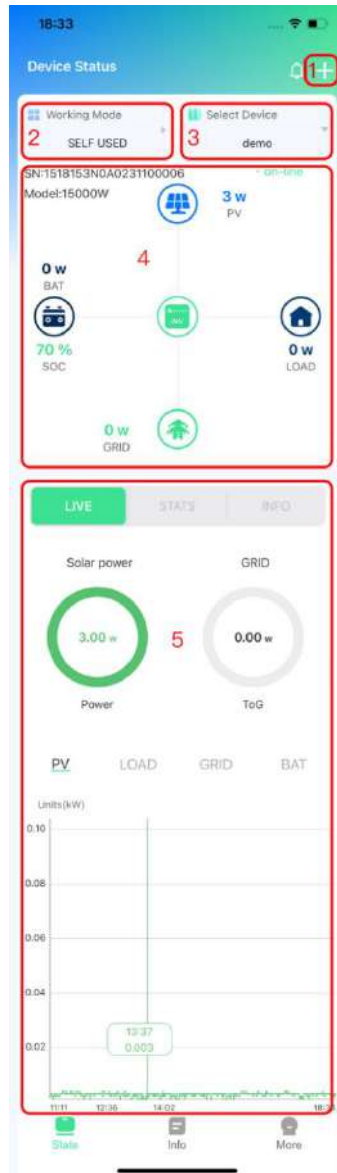 18:33
Device Status
1
Working Mode
2
SELF USED
Select Device
3
demo
SN:1518153N0A0231100006
on-line
Model:15000W
3 w
PV
4
0 w
BAT
70 %
SOC
0 w
LOAD
0 w
GRID
LIVE STATS INFO
Solar power GRID
3.00 w 5 0.00 w
Power ToG
PV LOAD GRID BAT
Units(kW)
0.10
0.08
0.06
0.04
13:37
0.003
0.02
11:11 12:36 14:02 18:31
State Info More